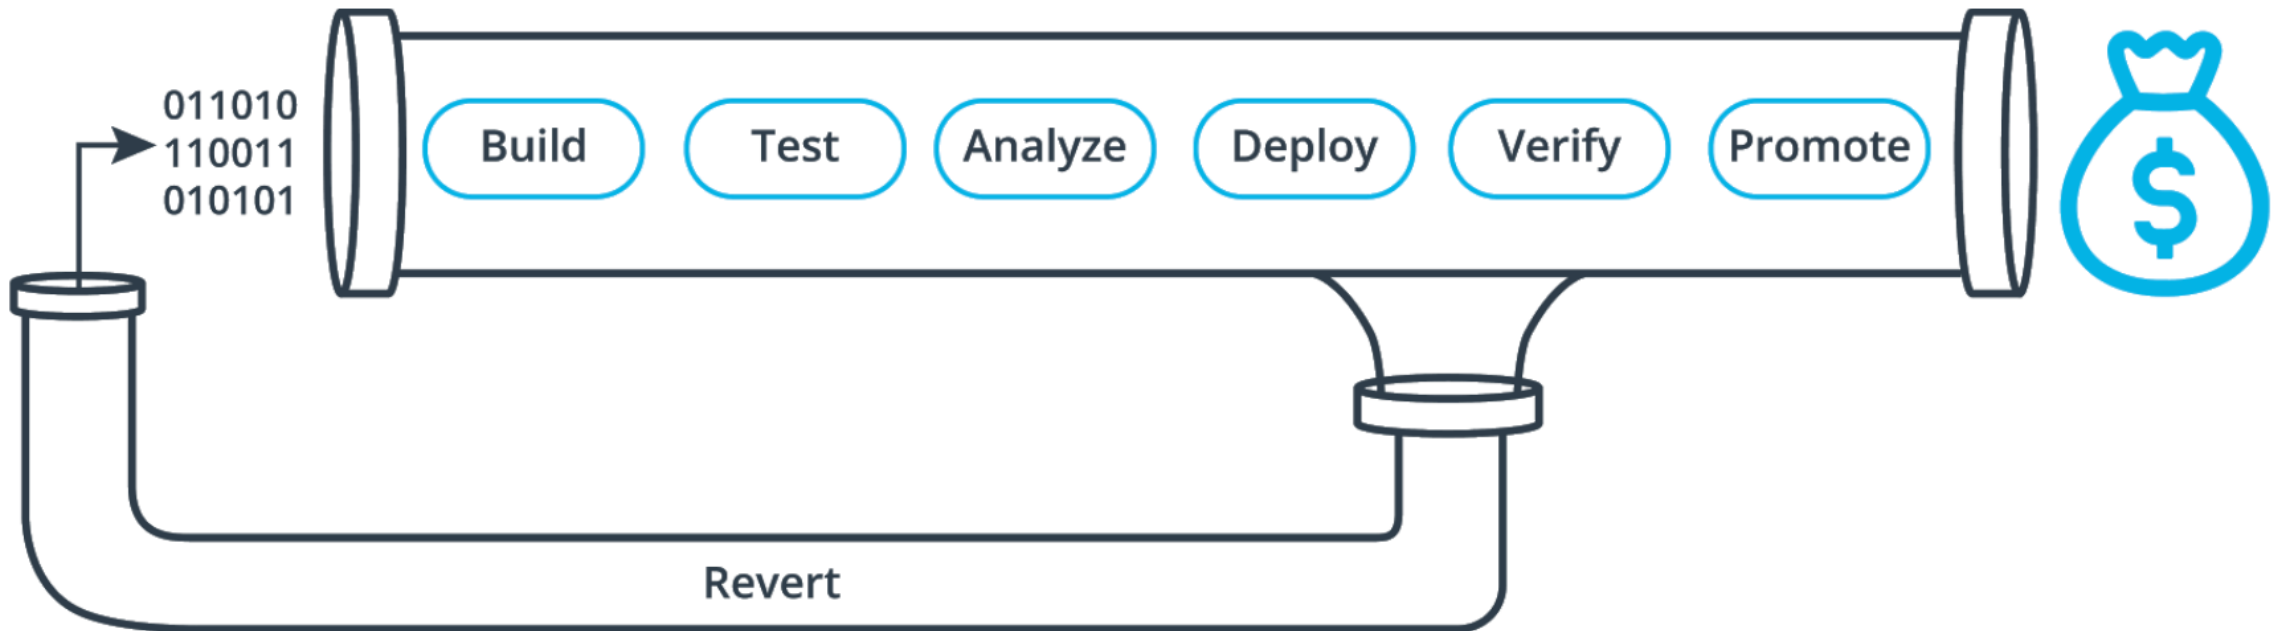 011010
110011
010101
Build
Test
Analyze
Deploy
Verify
Promote
$
Revert